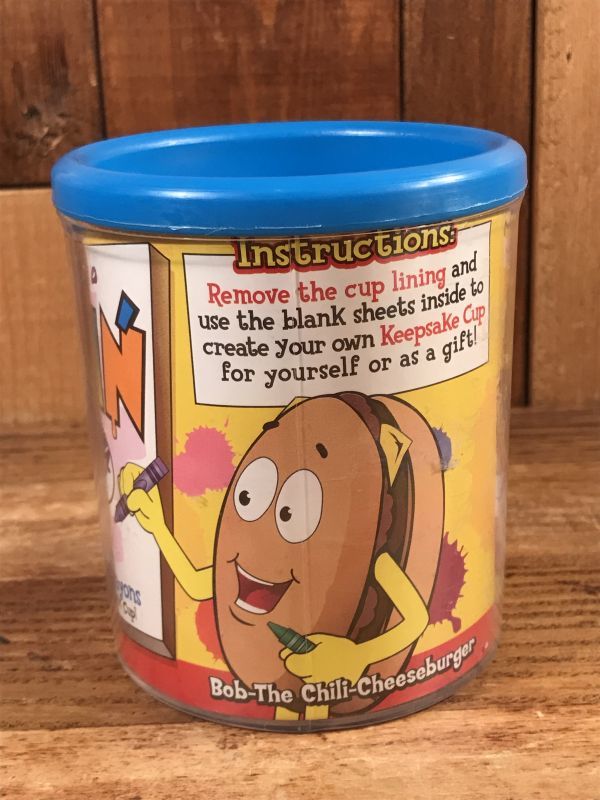 Instructions:
Remove the cup lining and
use the blank sheets inside to
create your own Keepsake Cup
for yourself or as a gift!
N
Cup!
Bob-The Chili-Cheeseburger